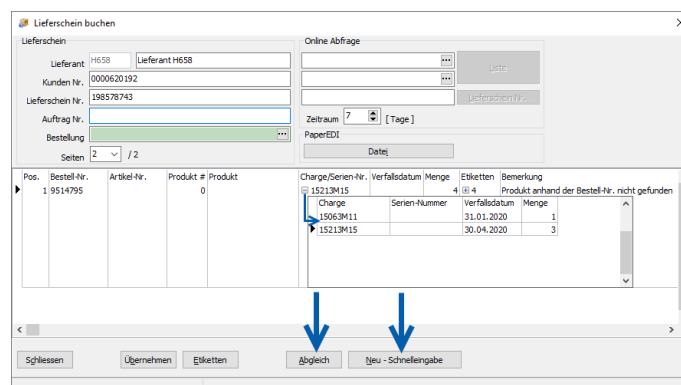 Lieferschein buchen
Lieferschein
Lieferant H658 Lieferant H658
Kunden Nr. 0000620192
Lieferschein Nr. 198578743
Auftrag Nr.
Bestellung ...
Seiten 2 / 2
Online Abfrage
... Liste
...
Lieferschein Nr.
Zeitraum 7 [ Tage ]
PaperEDI
Datei
Pos. Bestell-Nr. Artikel-Nr. Produkt # Produkt Charge/Serien-Nr. Verfallsdatum Menge Etiketten Bemerkung
1 9514795 0 15213M15 4 4 Produkt anhand der Bestell-Nr. nicht gefunden
Charge Serien-Nummer Verfallsdatum Menge
15063M11 31.01.2020 1
15213M15 30.04.2020 3
Schliessen Übernehmen Etiketten Abgleich Neu - Schnelleingabe